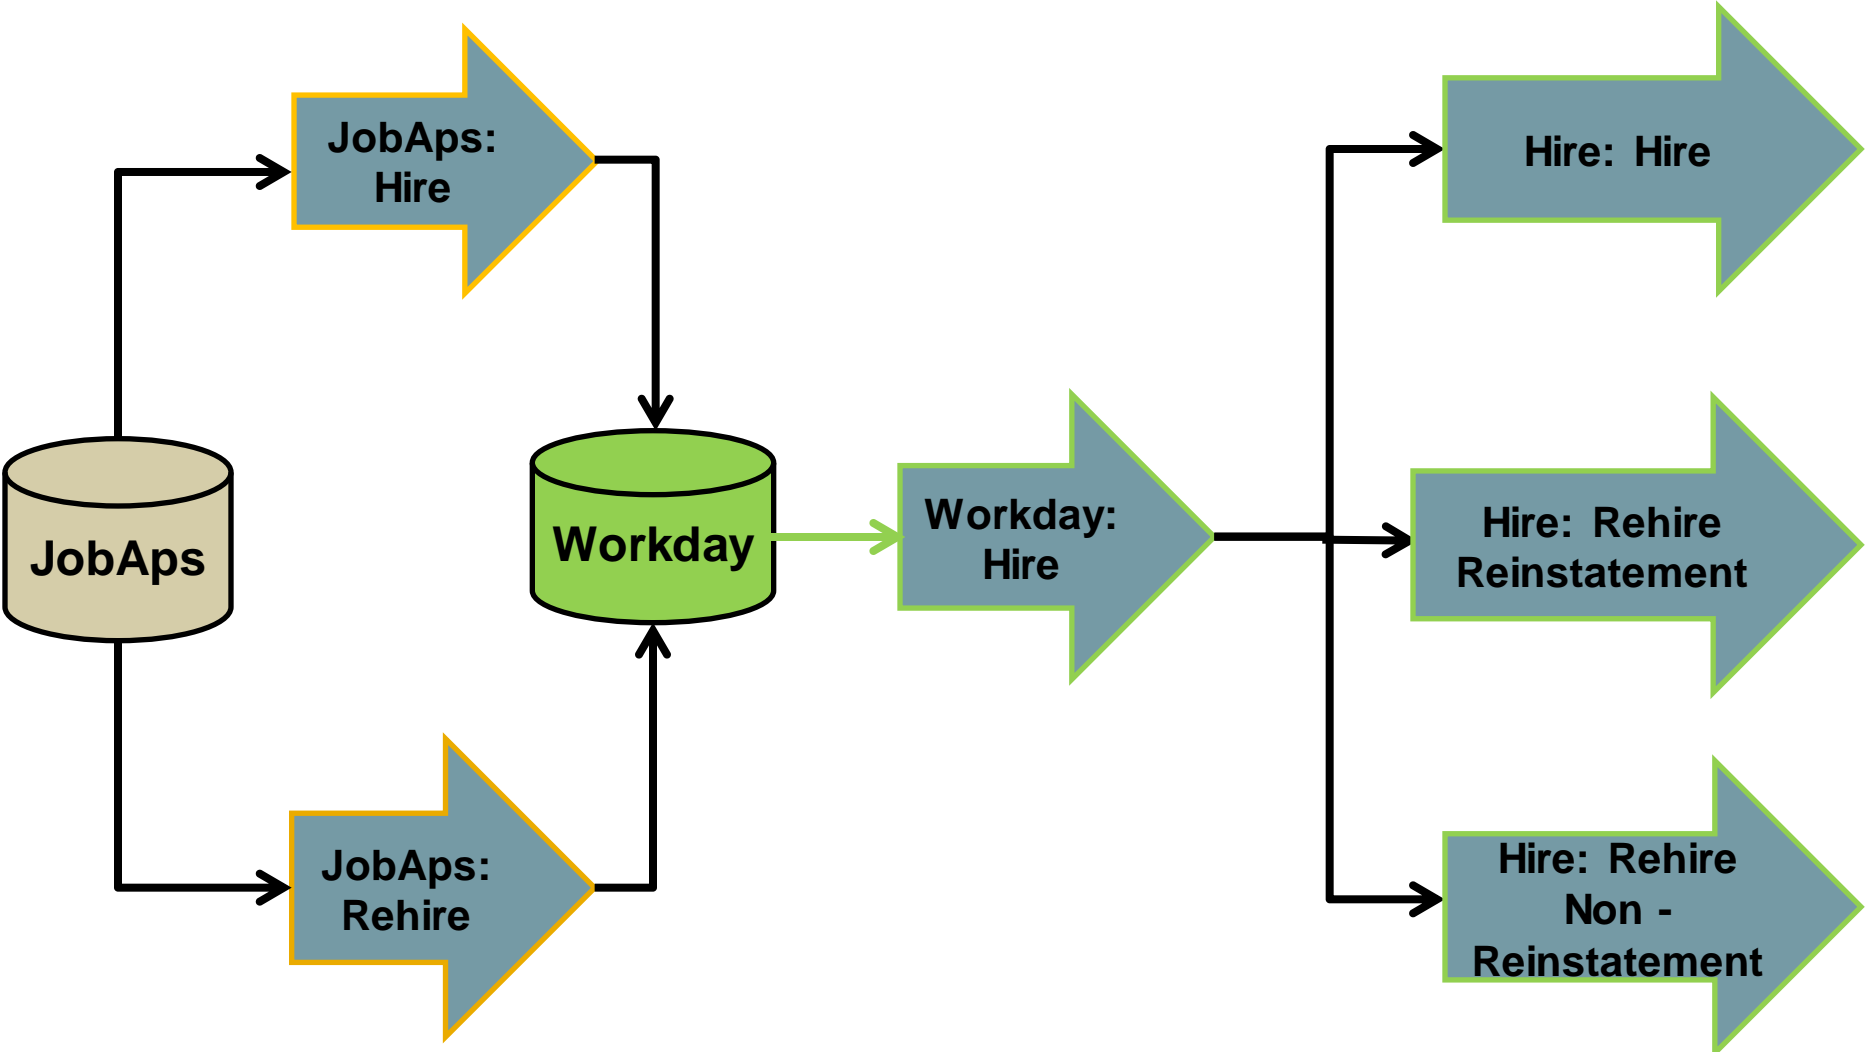 JobAps:
Hire
JobAps
JobAps:
Rehire
Workday
Workday:
Hire
Hire: Hire
Hire: Rehire
Reinstatement
Hire: Rehire
Non -
Reinstatement